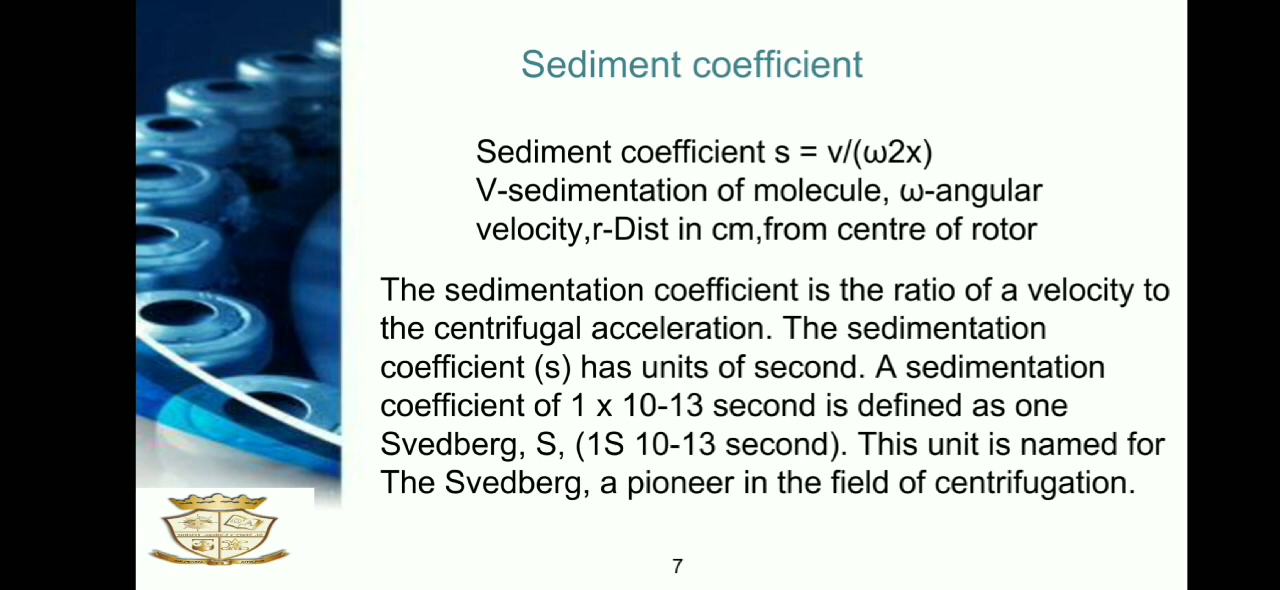 Sediment coefficient
Sediment coefficient s = v/(ω2x)
V-sedimentation of molecule, ω-angular
velocity,r-Dist in cm,from centre of rotor
The sedimentation coefficient is the ratio of a velocity to
the centrifugal acceleration. The sedimentation
coefficient (s) has units of second. A sedimentation
coefficient of 1 x 10-13 second is defined as one
Svedberg, S, (1S 10-13 second). This unit is named for
The Svedberg, a pioneer in the field of centrifugation.
7